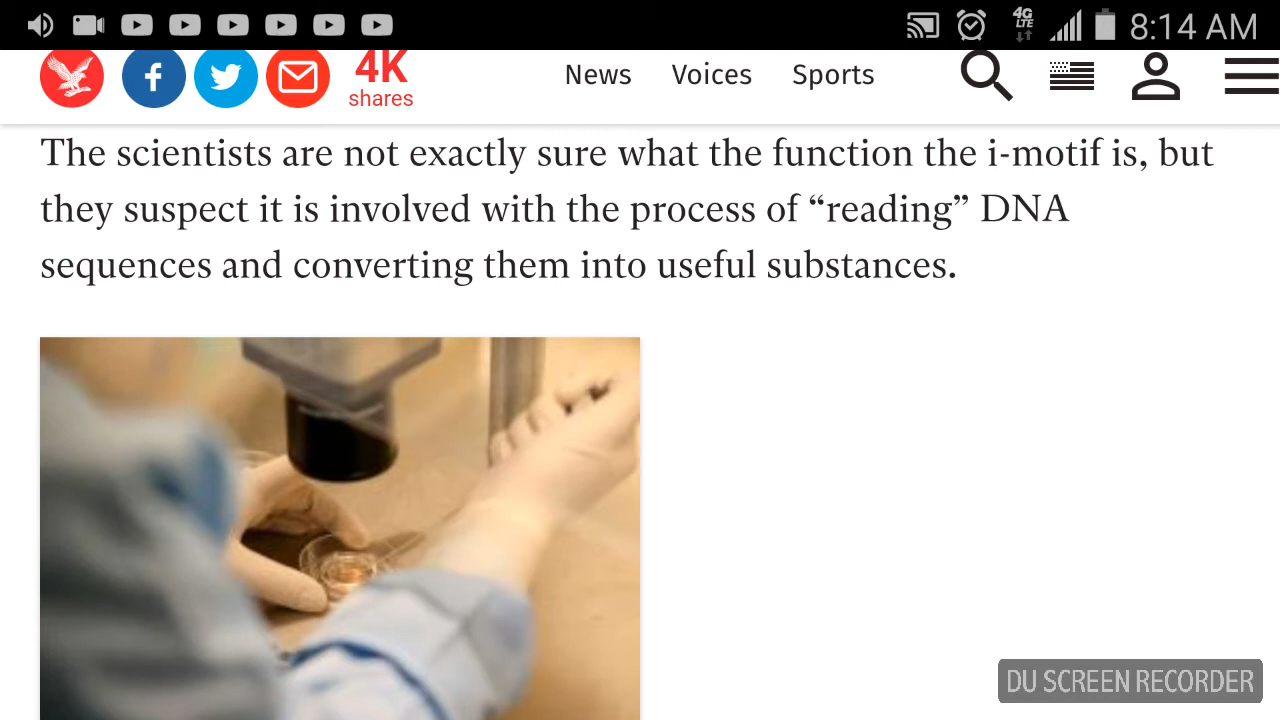 4G
LTE
8:14 AM
4K
shares
News Voices Sports
The scientists are not exactly sure what the function the i-motif is, but
they suspect it is involved with the process of “reading” DNA
sequences and converting them into useful substances.
DU SCREEN RECORDER